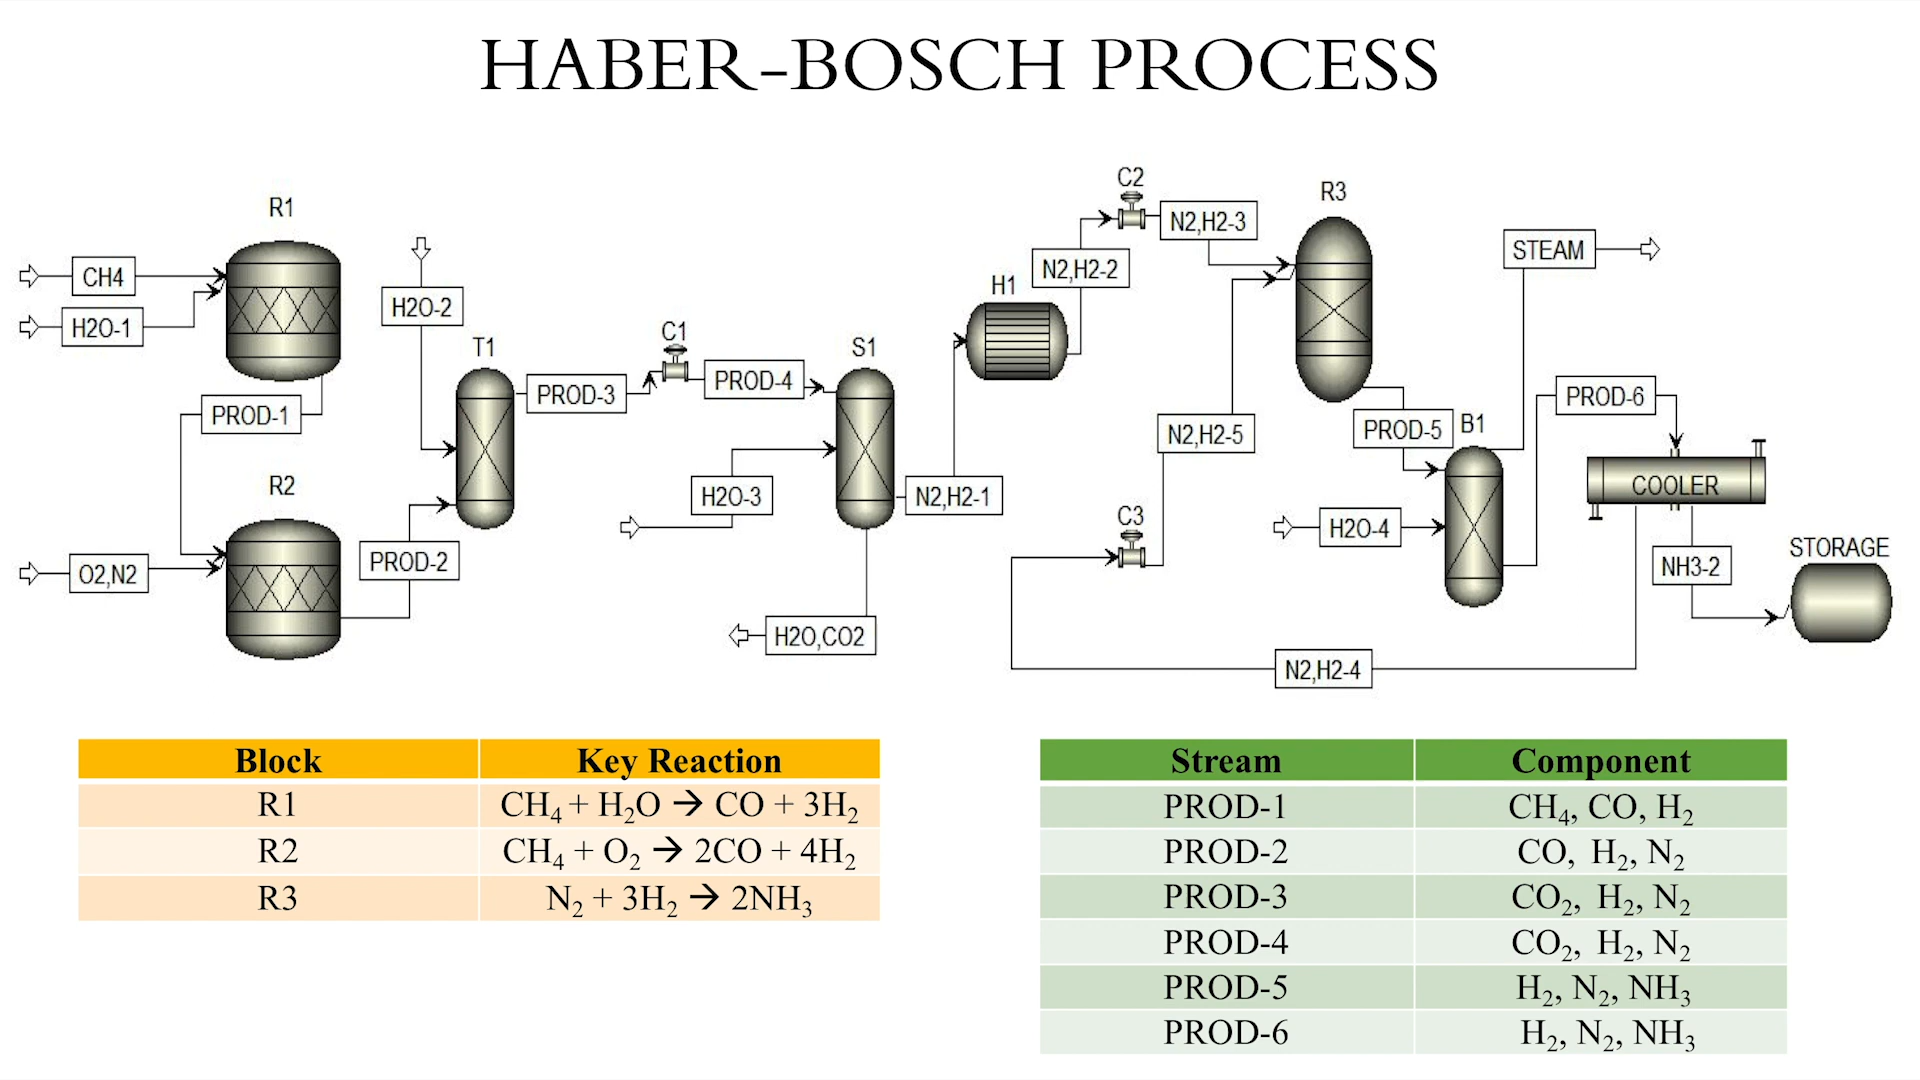 HABER-BOSCH PROCESS
R1
CH4
H2O-1
PROD-1
R2
O2,N2
PROD-2
H2O-2
T1
PROD-3
C1
PROD-4
S1
H2O-3
N2,H2-1
H2O,CO2
H1
N2,H2-2
C2
N2,H2-3
R3
N2,H2-5
C3
N2,H2-4
PROD-5
B1
H2O-4
STEAM
PROD-6
COOLER
NH3-2
STORAGE
Block Key Reaction
R1 CH₄ + H₂O → CO + 3H₂
R2 CH₄ + O₂ → 2CO + 4H₂
R3 N₂ + 3H₂ → 2NH₃
Stream Component
PROD-1 CH₄, CO, H₂
PROD-2 CO, H₂, N₂
PROD-3 CO₂, H₂, N₂
PROD-4 CO₂, H₂, N₂
PROD-5 H₂, N₂, NH₃
PROD-6 H₂, N₂, NH₃